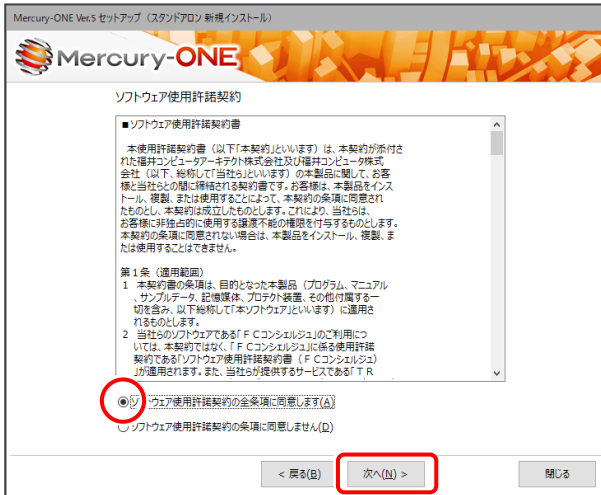 Mercury-ONE Ver.5 セットアップ（スタンドアロン 新規インストール）
Mercury-ONE
ソフトウェア使用許諾契約
■ソフトウェア使用許諾契約書
本使用許諾契約書（以下「本契約」といいます）は、本契約が添付さ
れた福井コンピュータアーキテクト株式会社及び福井コンピュータ株式
会社（以下、総称して「当社ら」といいます）の本製品に関して、お客
様と当社らとの間に締結される契約書です。お客様は、本製品をインス
トール、複製、または使用することによって、本契約の条項に同意され
たものとし、本契約は成立したものとします。これにより、当社らは、
お客様に非独占的に使用する譲渡不能の権限を付与するものとします。
本契約の条項に同意されない場合は、本製品をインストール、複製、ま
たは使用することはできません。
第１条（適用範囲）
1 本契約書の条項は、目的となった本製品（プログラム、マニュアル
、サンプルデータ、記憶媒体、プロテクト装置、その他付属する一
切を含み、以下総称して「本ソフトウェア」といいます）に適用さ
れるものとします。
2 当社らのソフトウェアである「ＦＣコンシェルジュ」のご利用につ
いては、本契約ではなく、「ＦＣコンシェルジュ」に係る使用許諾
契約である「ソフトウェア使用許諾契約書（ＦＣコンシェルジュ）
」が適用されます。また、当社らが提供するサービスである「ＴＲ
ソフトウェア使用許諾契約の全条項に同意します(A)
ソフトウェア使用許諾契約の条項に同意しません(D)
< 戻る(B)
次へ(N) >
閉じる